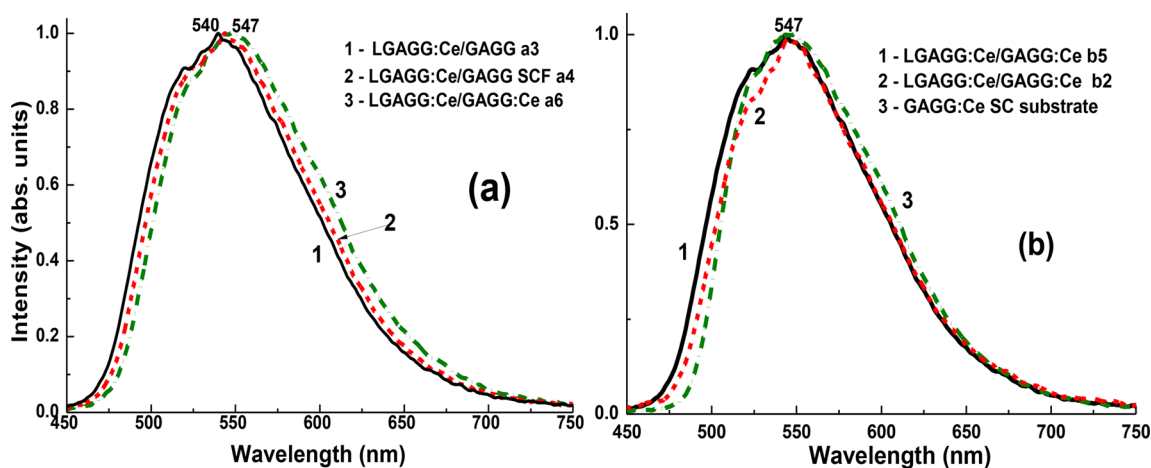 540 547
1.0
0.8
0.6
0.4
0.2
0.0
Intensity (abs. units)
1 - LGAGG:Ce/GAGG a3
2 - LGAGG:Ce/GAGG SCF a4
3 - LGAGG:Ce/GAGG:Ce a6
(a)
3
2
1
450 500 550 600 650 700 750
Wavelength (nm)
547
1.0
0.5
0.0
1 - LGAGG:Ce/GAGG:Ce b5
2 - LGAGG:Ce/GAGG:Ce b2
3 - GAGG:Ce SC substrate
2
3
1
(b)
450 500 550 600 650 700 750
Wavelength (nm)